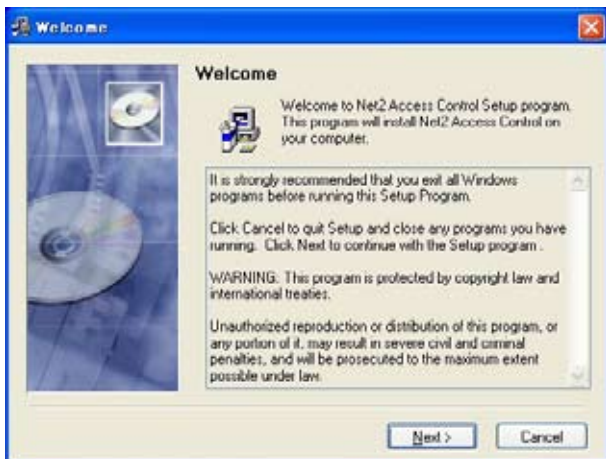 Welcome
Welcome
Welcome to Net2 Access Control Setup program.
This program will install Net2 Access Control on
your computer.
It is strongly recommended that you exit all Windows
programs before running this Setup Program.
Click Cancel to quit Setup and close any programs you have
running. Click Next to continue with the Setup program .
WARNING: This program is protected by copyright law and
international treaties.
Unauthorized reproduction or distribution of this program, or
any portion of it, may result in severe civil and criminal
penalties, and will be prosecuted to the maximum extent
possible under law.
Next >
Cancel